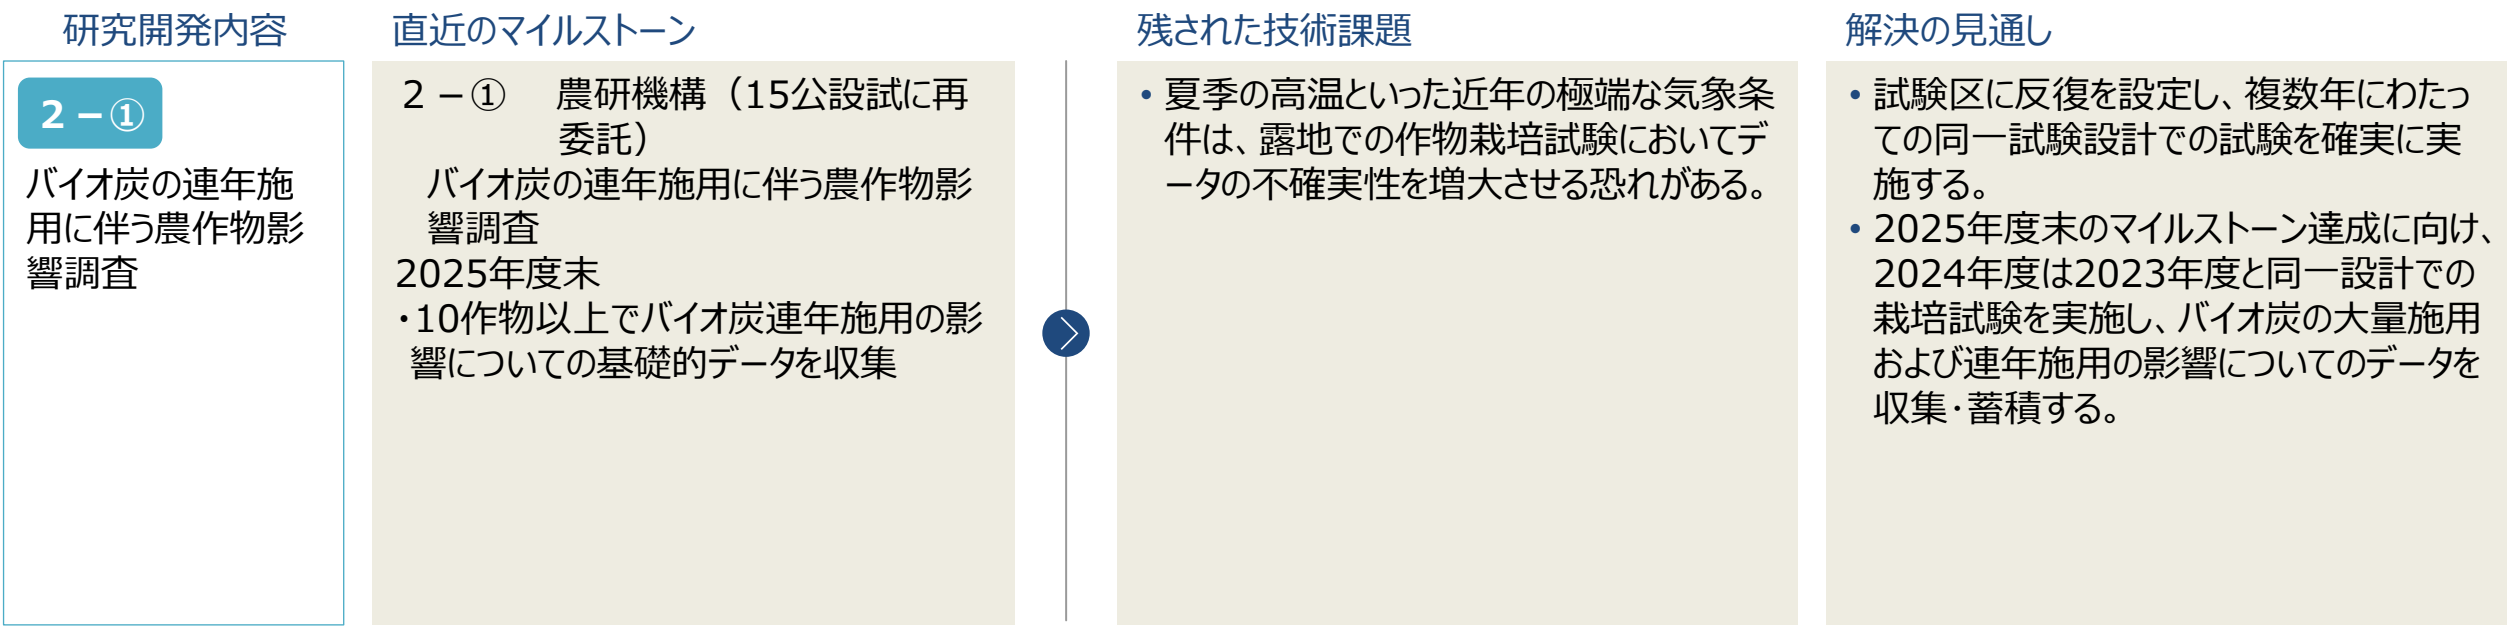 研究開発内容
直近のマイルストーン
残された技術課題
解決の見通し
2－①
バイオ炭の連年施
用に伴う農作物影
響調査
2－① 農研機構（15公設試に再
委託）
バイオ炭の連年施用に伴う農作物影
響調査
2025年度末
・10作物以上でバイオ炭連年施用の影
響についての基礎的データを収集
• 夏季の高温といった近年の極端な気象条
件は、露地での作物栽培試験においてデ
ータの不確実性を増大させる恐れがある。
• 試験区に反復を設定し、複数年にわたっ
ての同一試験設計での試験を確実に実
施する。
• 2025年度末のマイルストーン達成に向け、
2024年度は2023年度と同一設計での
栽培試験を実施し、バイオ炭の大量施用
および連年施用の影響についてのデータを
収集・蓄積する。